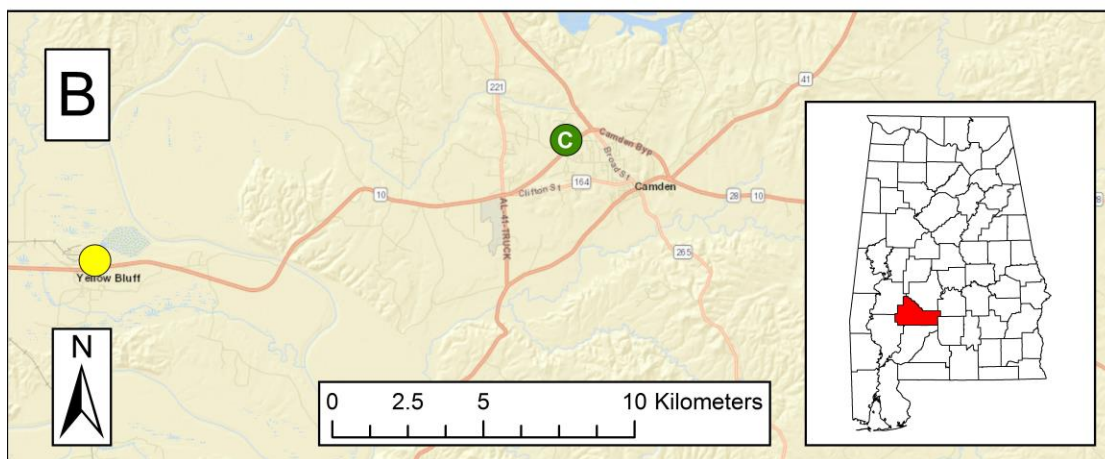 B
41
221
C
Camden Byp
Broad St
10
Clifton St
164
Camden
28
10
AL-41-TRUCK
265
Yellow Bluff
N
0 2.5 5 10 Kilometers